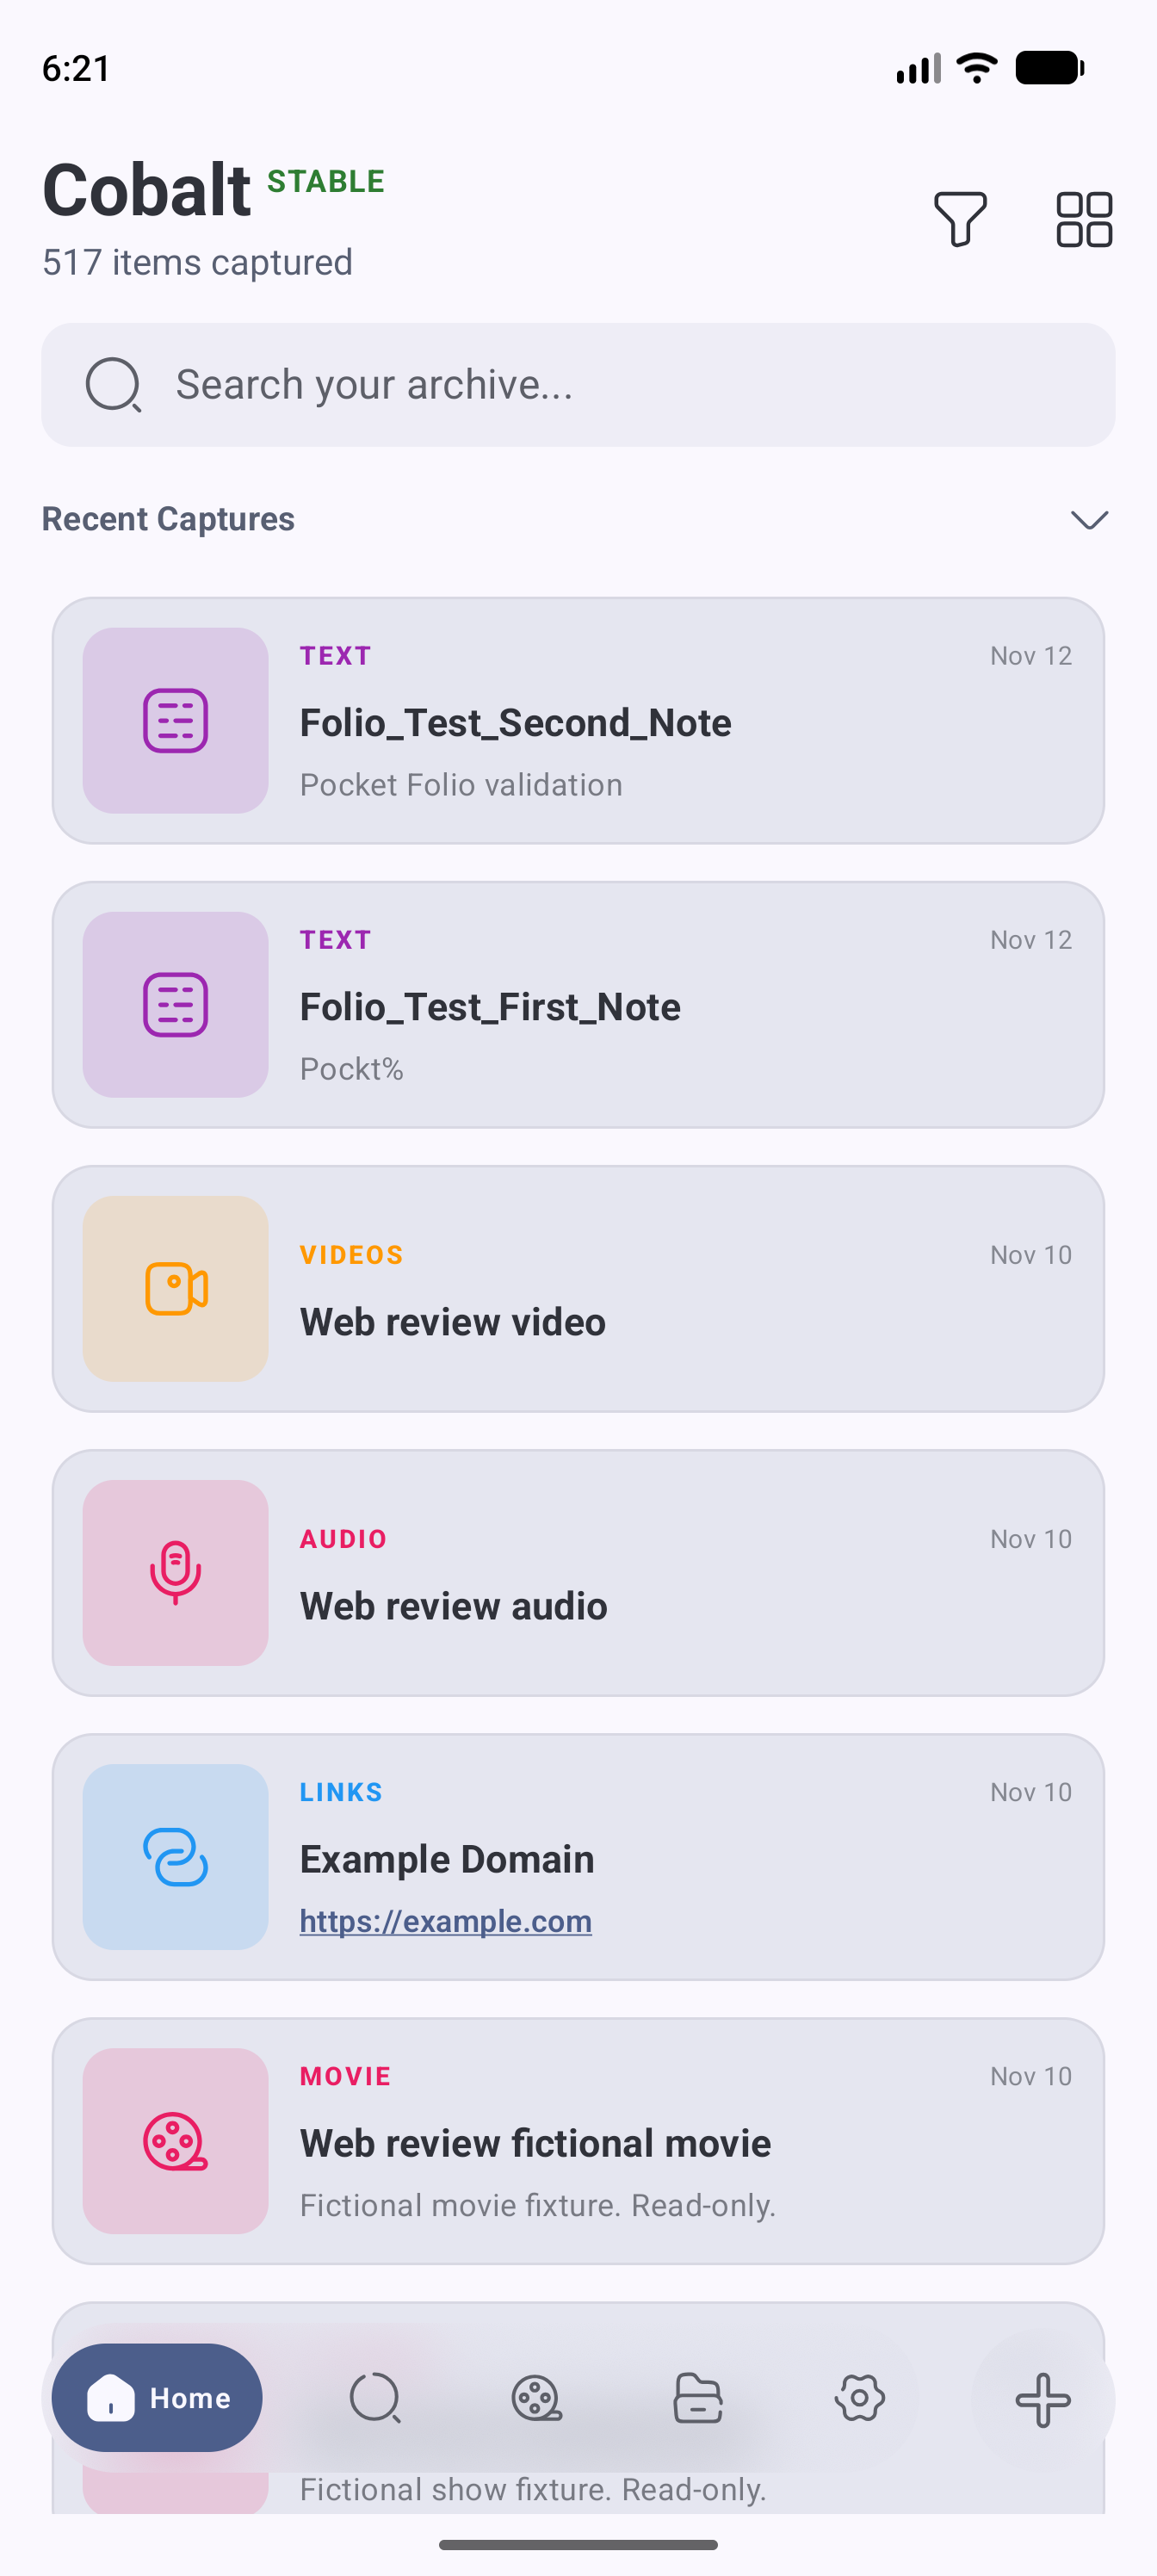 6:21
Cobalt STABLE
517 items captured
Search your archive...
Recent Captures
TEXT Nov 12
Folio_Test_Second_Note
Pocket Folio validation
TEXT Nov 12
Folio_Test_First_Note
Pockt%
VIDEOS Nov 10
Web review video
AUDIO Nov 10
Web review audio
LINKS Nov 10
Example Domain
https://example.com
MOVIE Nov 10
Web review fictional movie
Fictional movie fixture. Read-only.
Home
Fictional show fixture. Read-only.